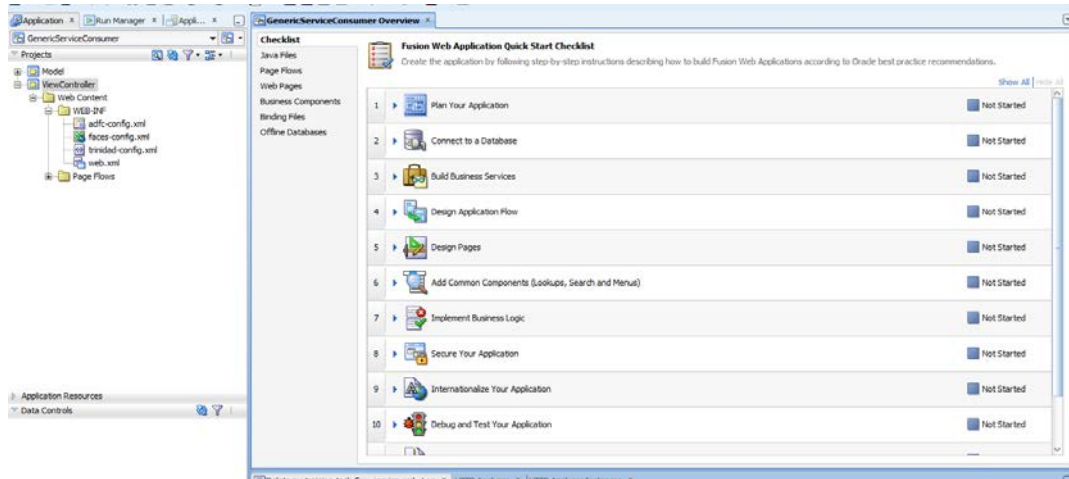 Application
Run Manager
Appli...
GenericServiceConsumer
Projects
Model
ViewController
Web Content
WEB-INF
adfc-config.xml
faces-config.xml
trinidad-config.xml
web.xml
Page Flows
Application Resources
Data Controls
GenericServiceConsumer Overview
Checklist
Java Files
Page Flows
Web Pages
Business Components
Binding Files
Offline Databases
Fusion Web Application Quick Start Checklist
Create the application by following step-by-step instructions describing how to build Fusion Web Applications according to Oracle best practice recommendations.
Show All | Hide All
1 Plan Your Application Not Started
2 Connect to a Database Not Started
3 Build Business Services Not Started
4 Design Application Flow Not Started
5 Design Pages Not Started
6 Add Common Components (Lookups, Search and Menus) Not Started
7 Implement Business Logic Not Started
8 Secure Your Application Not Started
9 Internationalize Your Application Not Started
10 Debug and Test Your Application Not Started